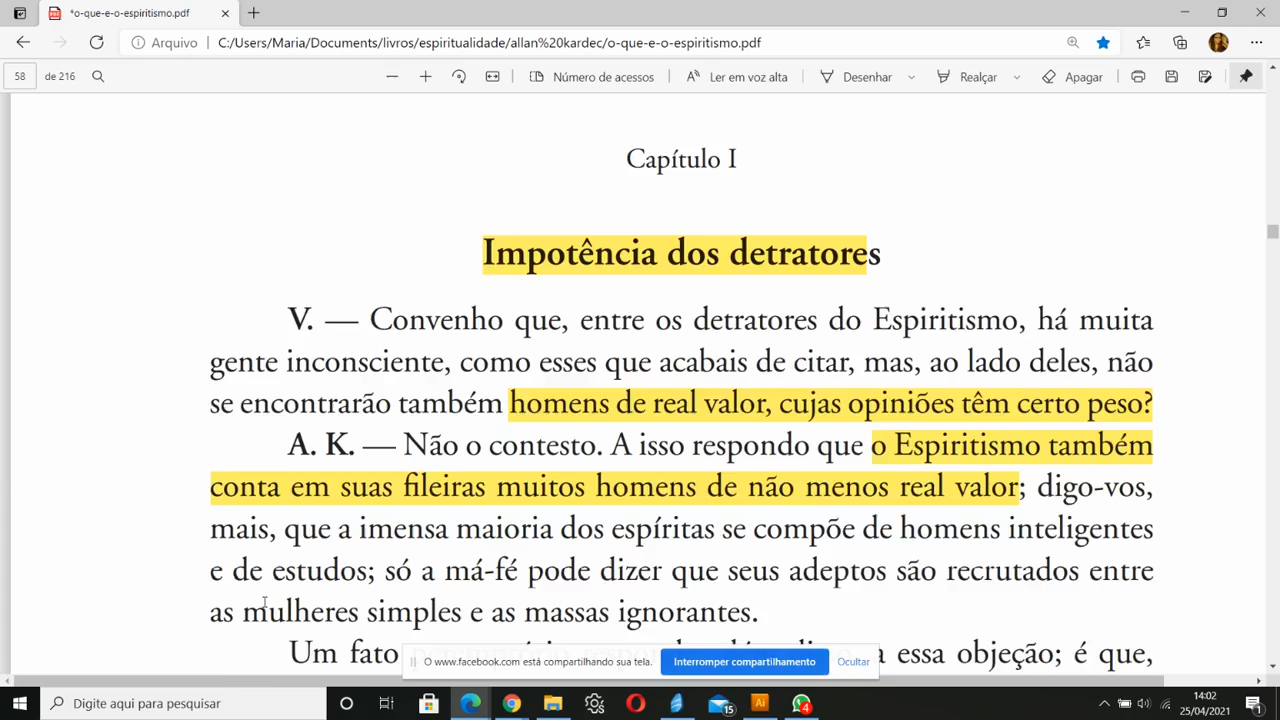 *o-que-e-o-espiritismo.pdf
Arquivo
C:/Users/Maria/Documents/livros/espiritualidade/allan%20kardec/o-que-e-o-espiritismo.pdf
58 de 216
Número de acessos
Ler em voz alta
Desenhar
Realçar
Apagar
Capítulo I
Impotência dos detratores
V. — Convenho que, entre os detratores do Espiritismo, há muita
gente inconsciente, como esses que acabais de citar, mas, ao lado deles, não
se encontrarão também homens de real valor, cujas opiniões têm certo peso?
A. K. — Não o contesto. A isso respondo que o Espiritismo também
conta em suas fileiras muitos homens de não menos real valor; digo-vos,
mais, que a imensa maioria dos espíritas se compõe de homens inteligentes
e de estudos; só a má-fé pode dizer que seus adeptos são recrutados entre
as mulheres simples e as massas ignorantes.
Um fato a essa objeção; é que,
O www.facebook.com está compartilhando sua tela.
Interromper compartilhamento
Ocultar
Digite aqui para pesquisar
15
4
14:02
25/04/2021
1